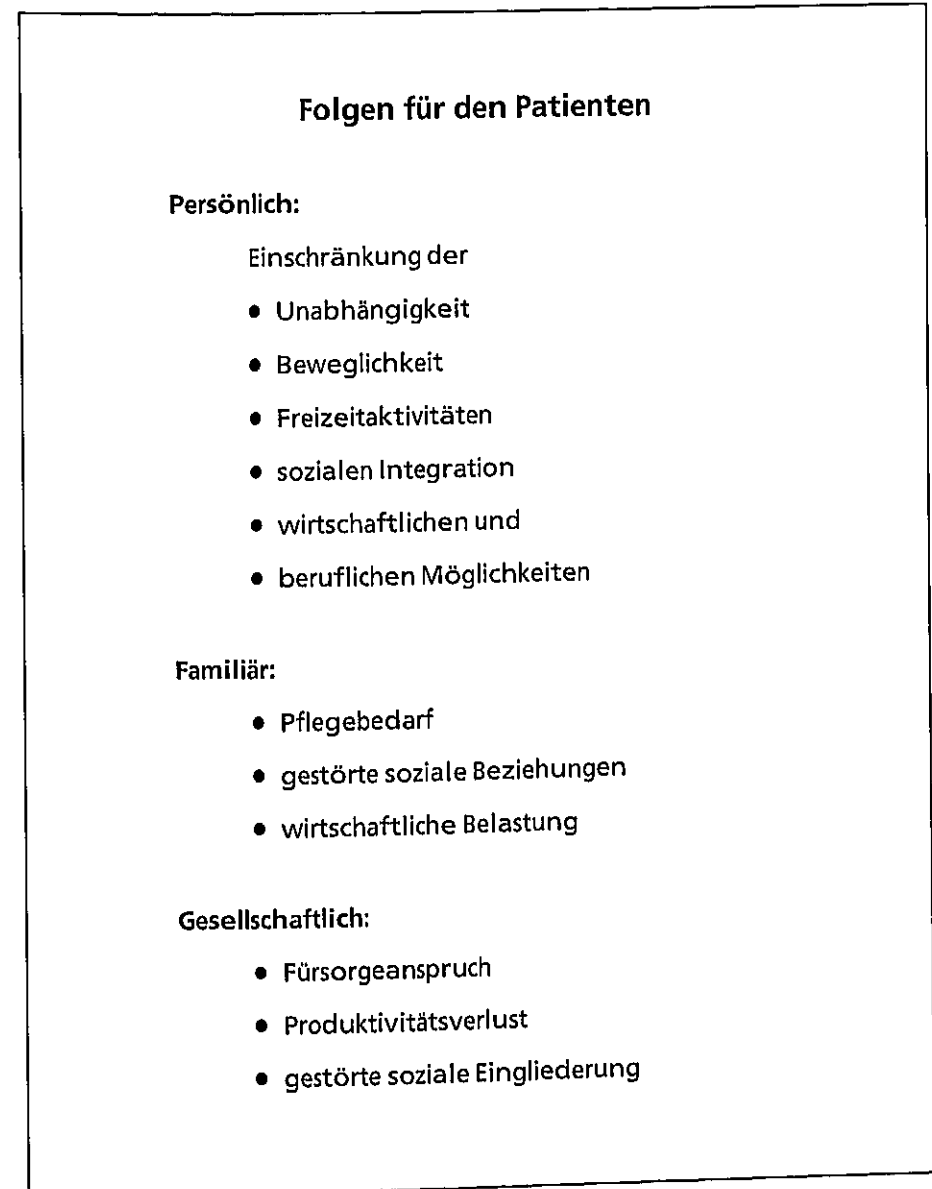 Folgen für den Patienten
Persönlich:
Einschränkung der
• Unabhängigkeit
• Beweglichkeit
• Freizeitaktivitäten
• sozialen Integration
• wirtschaftlichen und
• beruflichen Möglichkeiten
Familiär:
• Pflegebedarf
• gestörte soziale Beziehungen
• wirtschaftliche Belastung
Gesellschaftlich:
• Fürsorgeanspruch
• Produktivitätsverlust
• gestörte soziale Eingliederung